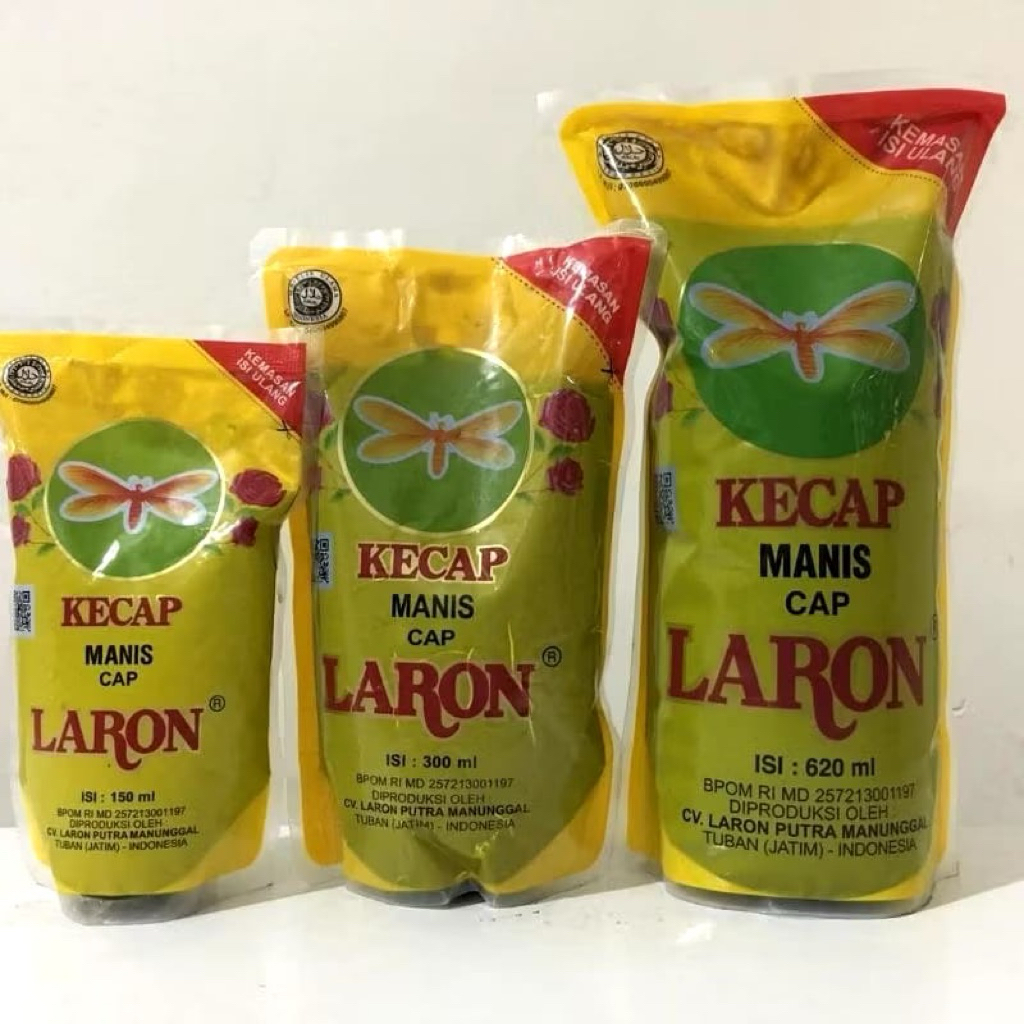 KEMASAN
ISI ULANG
KECAP
MANIS
CAP
LARON®
ISI : 150 ml
BPOM RI MD 257213001197
DIPRODUKSI OLEH :
CV. LARON PUTRA MANUNGGAL
TUBAN (JATIM) - INDONESIA
KEMASAN
ISI ULANG
KECAP
MANIS
CAP
LARON®
ISI : 300 ml
BPOM RI MD 257213001197
DIPRODUKSI OLEH :
CV. LARON PUTRA MANUNGGAL
TUBAN (JATIM) - INDONESIA
KEMASAN
ISI ULANG
KECAP
MANIS
CAP
LARON®
ISI : 620 ml
BPOM RI MD 257213001197
DIPRODUKSI OLEH :
CV. LARON PUTRA MANUNGGAL
TUBAN (JATIM) - INDONESIA